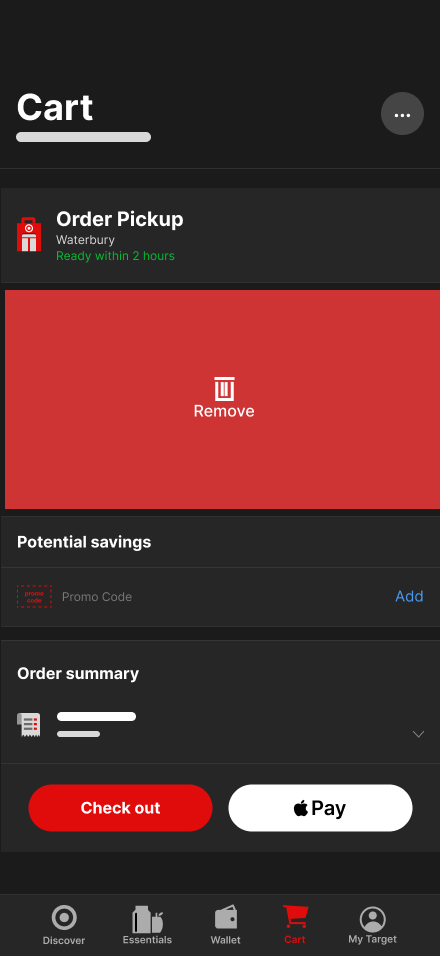 Cart
...
Order Pickup
Waterbury
Ready within 2 hours
Remove
Potential savings
promo
code
Promo Code
Add
Order summary
Check out
Pay
Discover
Essentials
Wallet
Cart
My Target